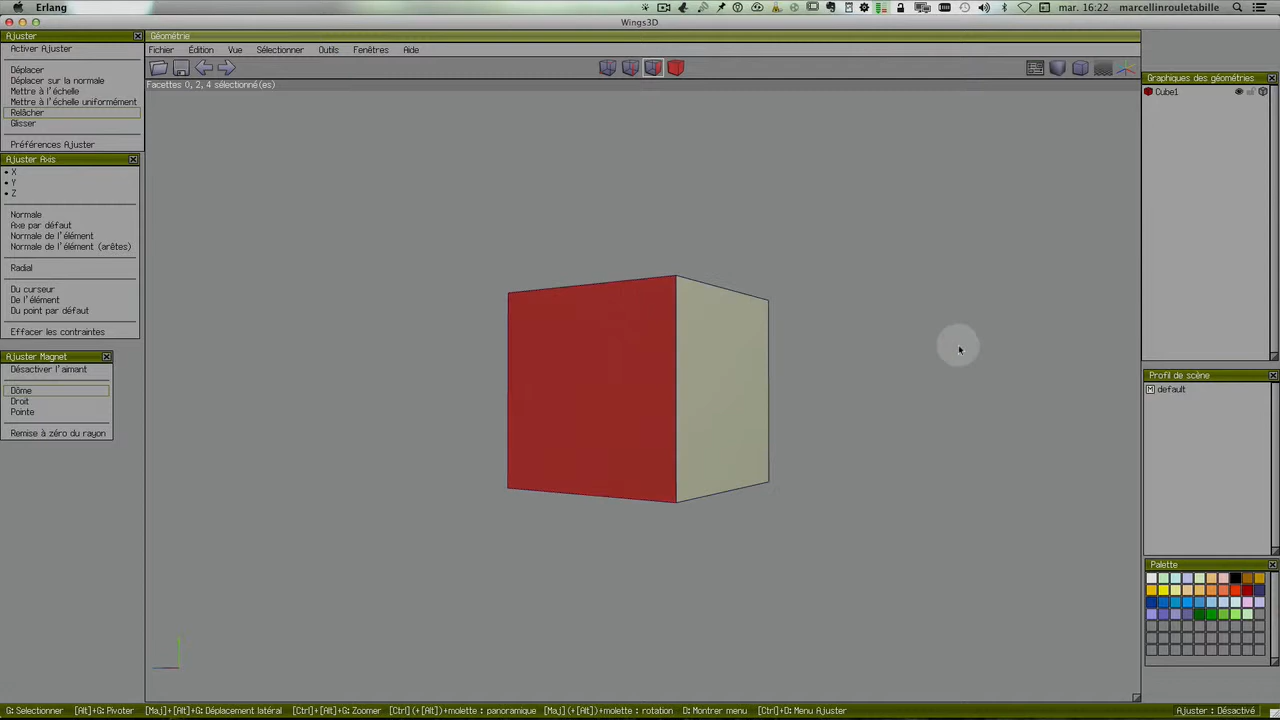 Erlang
mar. 16:22
marcellinrouletabille
Wings3D
Ajuster
Activer Ajuster
Déplacer
Déplacer sur la normale
Mettre à l'échelle
Mettre à l'échelle uniformément
Relâcher
Glisser
Préférences Ajuster
Ajuster Axis
X
Y
Z
Normale
Axe par défaut
Normale de l'élément
Normale de l'élément (arêtes)
Radial
Du curseur
De l'élément
Du point par défaut
Effacer les contraintes
Ajuster Magnet
Désactiver l'aimant
Dôme
Droit
Pointe
Remise à zéro du rayon
Géométrie
Fichier Édition Vue Sélectionner Outils Fenêtres Aide
Facettes 0, 2, 4 sélectionné(es)
Graphiques des géométries
Cube1
Profil de scène
M default
Palette
G: Selectionner [Alt]+G: Pivoter [Maj]+[Alt]+G: Déplacement latéral [Ctrl]+[Alt]+G: Zoomer [Ctrl](+[Alt])+molette : panoramique [Maj](+[Alt])+molette : rotation D: Montrer menu [Ctrl]+D: Menu Ajuster
Ajuster : Désactivé